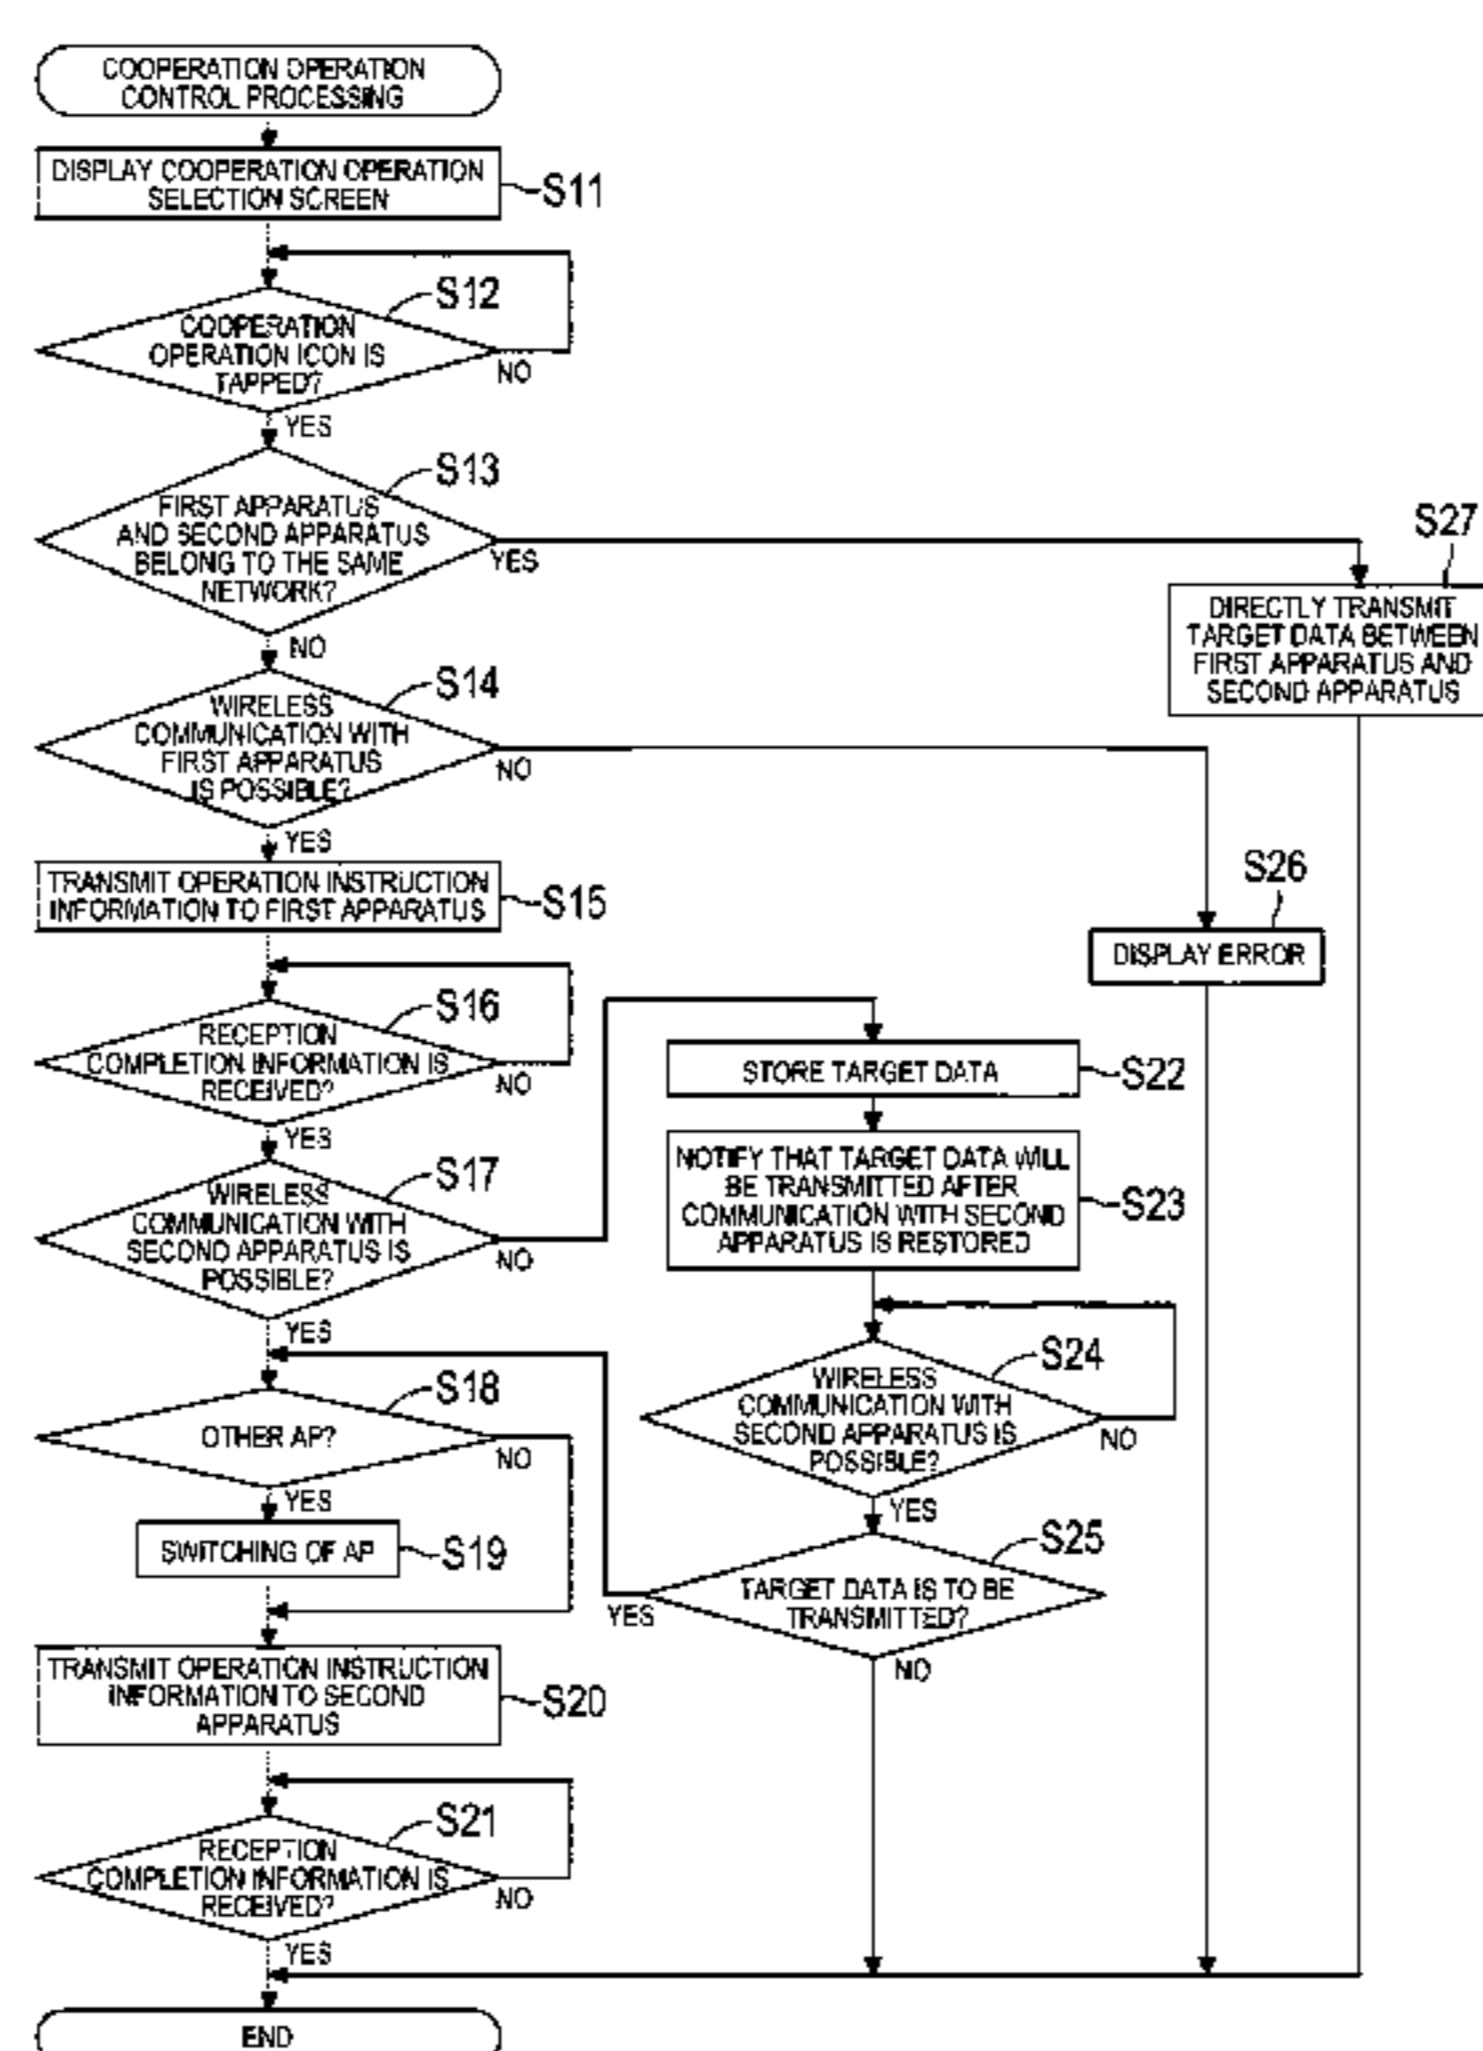 COOPERATION OPERATION
CONTROL PROCESSING
DISPLAY COOPERATION OPERATION
SELECTION SCREEN
S11
S12
COOPERATION
OPERATION ICON IS
TAPPED?
NO
YES
S13
FIRST APPARATUS
AND SECOND APPARATUS
BELONG TO THE SAME
NETWORK?
YES
NO
S27
DIRECTLY TRANSMIT
TARGET DATA BETWEEN
FIRST APPARATUS AND
SECOND APPARATUS
S14
WIRELESS
COMMUNICATION WITH
FIRST APPARATUS
IS POSSIBLE?
NO
YES
TRANSMIT OPERATION INSTRUCTION
INFORMATION TO FIRST APPARATUS
S15
S26
DISPLAY ERROR
S16
RECEPTION
COMPLETION INFORMATION IS
RECEIVED?
NO
YES
S17
WIRELESS
COMMUNICATION WITH
SECOND APPARATUS IS
POSSIBLE?
NO
YES
STORE TARGET DATA
S22
NOTIFY THAT TARGET DATA WILL
BE TRANSMITTED AFTER
COMMUNICATION WITH SECOND
APPARATUS IS RESTORED
S23
S24
WIRELESS
COMMUNICATION WITH
SECOND APPARATUS IS
POSSIBLE?
NO
YES
S18
OTHER AP?
NO
YES
SWITCHING OF AP
S19
S25
TARGET DATA IS TO BE
TRANSMITTED?
YES
NO
TRANSMIT OPERATION INSTRUCTION
INFORMATION TO SECOND
APPARATUS
S20
S21
RECEPTION
COMPLETION INFORMATION IS
RECEIVED?
NO
YES
END